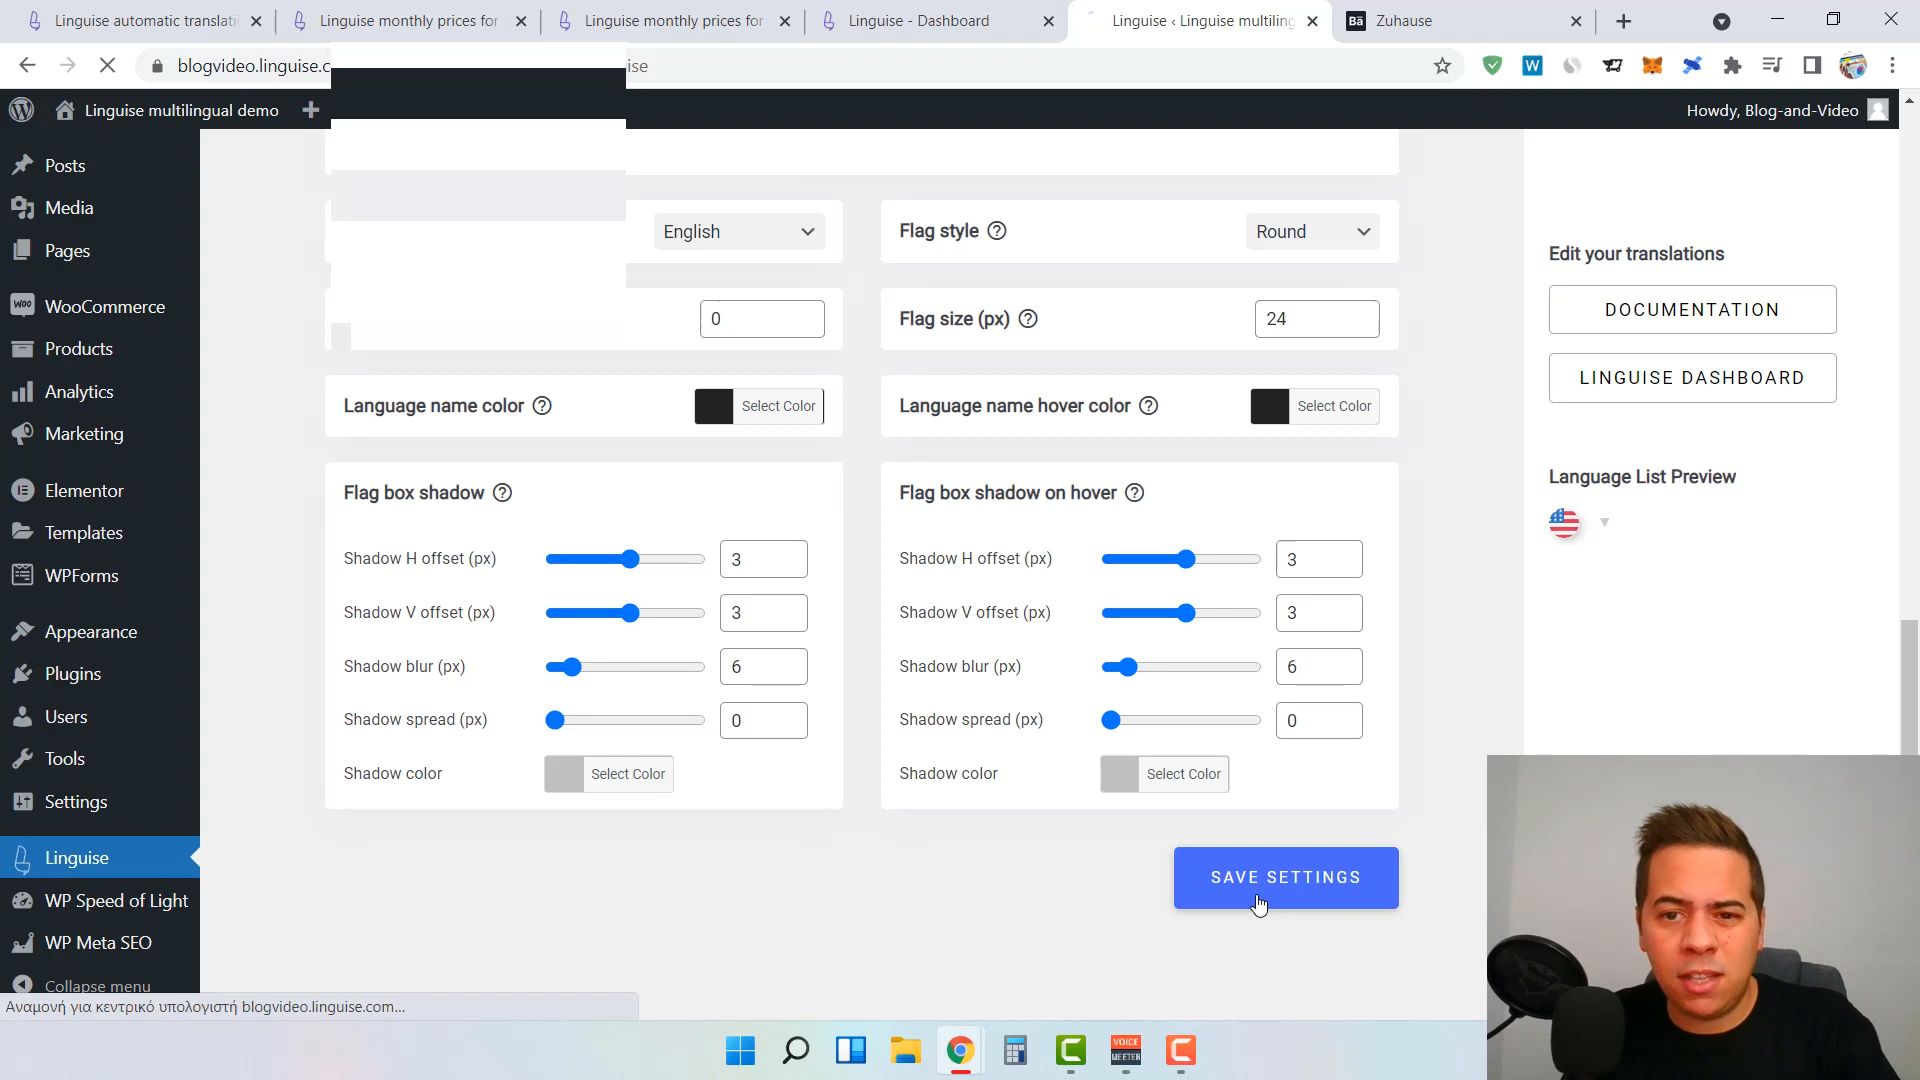 Linguise automatic translati
Linguise monthly prices for
Linguise monthly prices for
Linguise - Dashboard
Linguise ‹ Linguise multiling
Bā Zuhause
blogvideo.linguise.c
ise
Linguise multilingual demo
Howdy, Blog-and-Video
Posts
Media
Pages
WooCommerce
Products
Analytics
Marketing
Elementor
Templates
WPForms
Appearance
Plugins
Users
Tools
Settings
Linguise
WP Speed of Light
WP Meta SEO
Collapse menu
English
Flag style
Round
0
Flag size (px)
24
Language name color
Select Color
Language name hover color
Select Color
Flag box shadow
Shadow H offset (px)
3
Shadow V offset (px)
3
Shadow blur (px)
6
Shadow spread (px)
0
Shadow color
Select Color
Flag box shadow on hover
Shadow H offset (px)
3
Shadow V offset (px)
3
Shadow blur (px)
6
Shadow spread (px)
0
Shadow color
Select Color
SAVE SETTINGS
Edit your translations
DOCUMENTATION
LINGUISE DASHBOARD
Language List Preview
Αναμονή για κεντρικό υπολογιστή blogvideo.linguise.com...
VOICE
MEETER